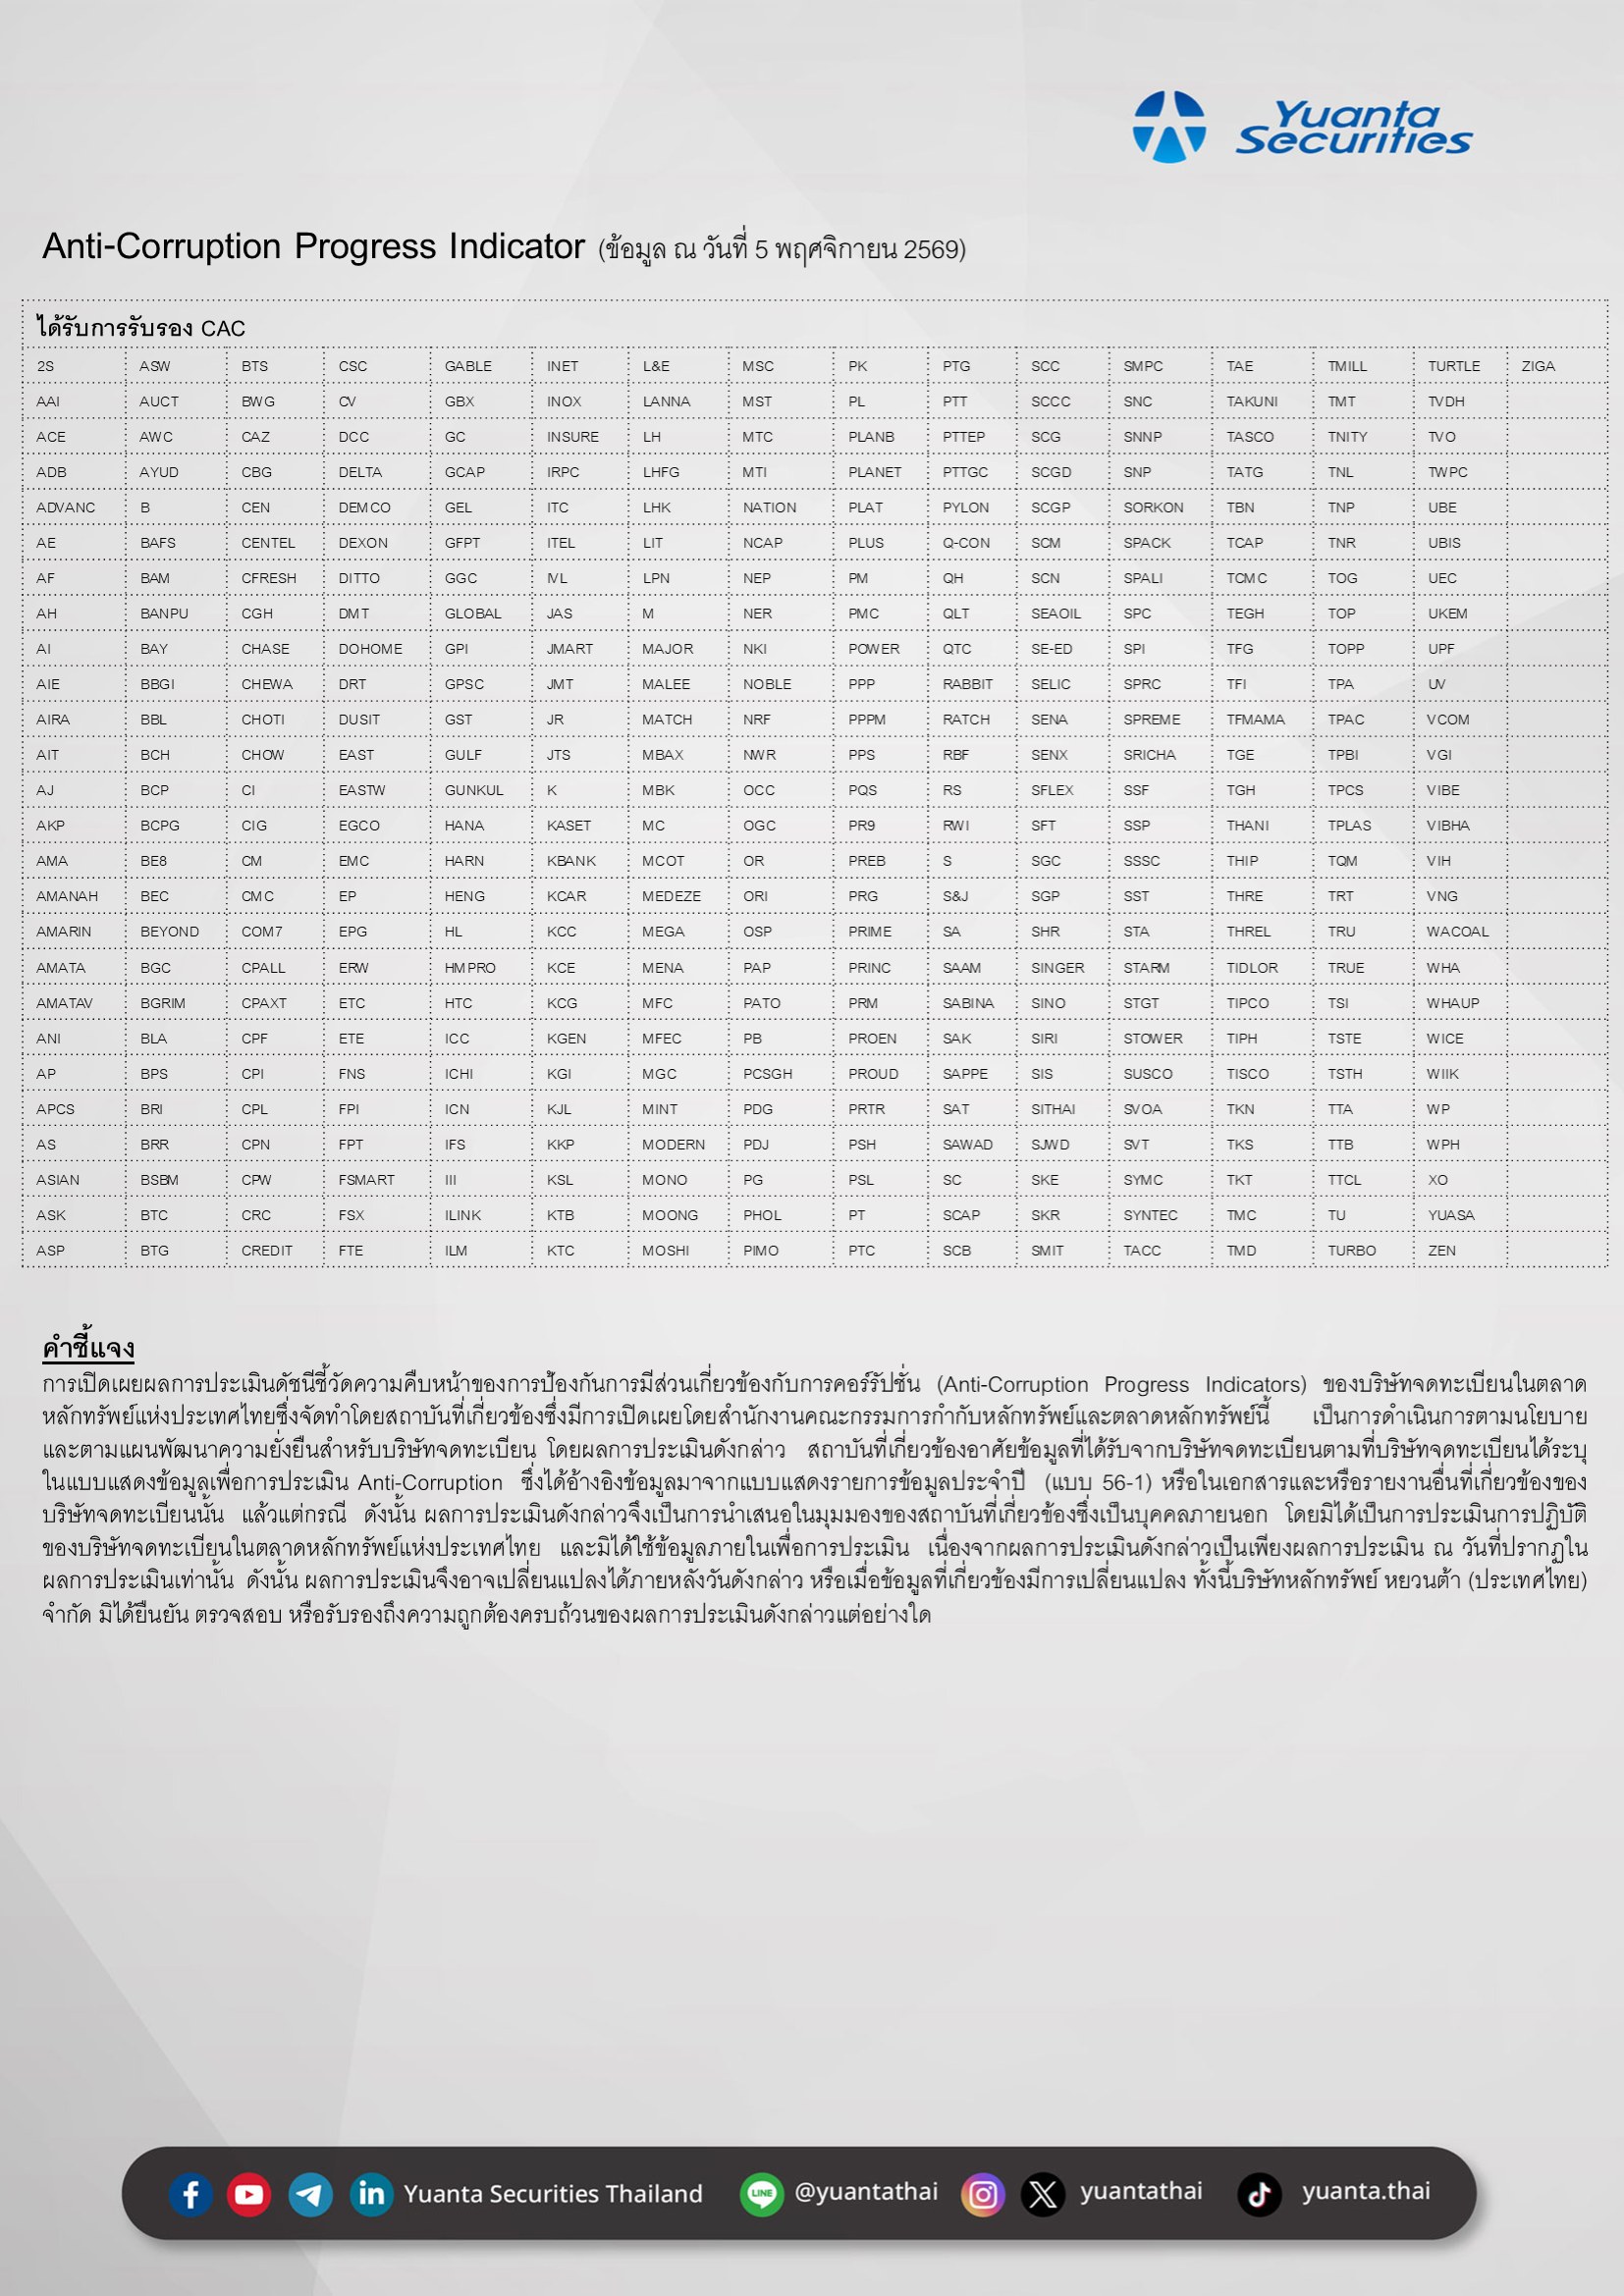 Yuanta
Securities
Anti-Corruption Progress Indicator (ข้อมูล ณ วันที่ 5 พฤศจิกายน 2569)
ได้รับการรับรอง CAC
2S ASW BTS CSC GABLE INET L&E MSC PK PTG SCC SMPC TAE TMILL TURTLE ZIGA
AAI AUCT BWG CV GBX INOX LANNA MST PL PTT SCCC SNC TAKUNI TMT TVDH
ACE AWC CAZ DCC GC INSURE LH MTC PLANB PTTEP SCG SNNP TASCO TNITY TVO
ADB AYUD CBG DELTA GCAP IRPC LHFG MTI PLANET PTTGC SCGD SNP TATG TNL TWPC
ADVANC B CEN DEMCO GEL ITC LHK NATION PLAT PYLON SCGP SORKON TBN TNP UBE
AE BAFS CENTEL DEXON GFPT ITEL LIT NCAP PLUS Q-CON SCM SPACK TCAP TNR UBIS
AF BAM CFRESH DITTO GGC IVL LPN NEP PM QH SCN SPALI TCMC TOG UEC
AH BANPU CGH DMT GLOBAL JAS M NER PMC QLT SEAOIL SPC TEGH TOP UKEM
AI BAY CHASE DOHOME GPI JMART MAJOR NKI POWER QTC SE-ED SPI TFG TOPP UPF
AIE BBGI CHEWA DRT GPSC JMT MALEE NOBLE PPP RABBIT SELIC SPRC TFI TPA UV
AIRA BBL CHOTI DUSIT GST JR MATCH NRF PPPM RATCH SENA SPREME TFMAMA TPAC VCOM
AIT BCH CHOW EAST GULF JTS MBAX NWR PPS RBF SENX SRICHA TGE TPBI VGI
AJ BCP CI EASTW GUNKUL K MBK OCC PQS RS SFLEX SSF TGH TPCS VIBE
AKP BCPG CIG EGCO HANA KASET MC OGC PR9 RWI SFT SSP THANI TPLAS VIBHA
AMA BE8 CM EMC HARN KBANK MCOT OR PREB S SGC SSSC THIP TQM VIH
AMANAH BEC CMC EP HENG KCAR MEDEZE ORI PRG S&J SGP SST THRE TRT VNG
AMARIN BEYOND COM7 EPG HL KCC MEGA OSP PRIME SA SHR STA THREL TRU WACOAL
AMATA BGC CPALL ERW HMPRO KCE MENA PAP PRINC SAAM SINGER STARM TIDLOR TRUE WHA
AMATAV BGRIM CPAXT ETC HTC KCG MFC PATO PRM SABINA SINO STGT TIPCO TSI WHAUP
ANI BLA CPF ETE ICC KGEN MFEC PB PROEN SAK SIRI STOWER TIPH TSTE WICE
AP BPS CPI FNS ICHI KGI MGC PCSGH PROUD SAPPE SIS SUSCO TISCO TSTH WIIK
APCS BRI CPL FPI ICN KJL MINT PDG PRTR SAT SITHAI SVOA TKN TTA WP
AS BRR CPN FPT IFS KKP MODERN PDJ PSH SAWAD SJWD SVT TKS TTB WPH
ASIAN BSBM CPW FSMART III KSL MONO PG PSL SC SKE SYMC TKT TTCL XO
ASK BTC CRC FSX ILINK KTB MOONG PHOL PT SCAP SKR SYNTEC TMC TU YUASA
ASP BTG CREDIT FTE ILM KTC MOSHI PIMO PTC SCB SMIT TACC TMD TURBO ZEN
คำชี้แจง
การเปิดเผยผลการประเมินดัชนีชี้วัดความคืบหน้าของการป้องกันการมีส่วนเกี่ยวข้องกับการคอร์รัปชั่น (Anti-Corruption Progress Indicators) ของบริษัทจดทะเบียนในตลาด
หลักทรัพย์แห่งประเทศไทยซึ่งจัดทำโดยสถาบันที่เกี่ยวข้องซึ่งมีการเปิดเผยโดยสำนักงานคณะกรรมการกำกับหลักทรัพย์และตลาดหลักทรัพย์นี้ เป็นการดำเนินการตามนโยบาย
และตามแผนพัฒนาความยั่งยืนสำหรับบริษัทจดทะเบียน โดยผลการประเมินดังกล่าว สถาบันที่เกี่ยวข้องอาศัยข้อมูลที่ได้รับจากบริษัทจดทะเบียนตามที่บริษัทจดทะเบียนได้ระบุ
ในแบบแสดงข้อมูลเพื่อการประเมิน Anti-Corruption ซึ่งได้อ้างอิงข้อมูลมาจากแบบแสดงรายการข้อมูลประจำปี (แบบ 56-1) หรือในเอกสารและหรือรายงานอื่นที่เกี่ยวข้องของ
บริษัทจดทะเบียนนั้น แล้วแต่กรณี ดังนั้น ผลการประเมินดังกล่าวจึงเป็นการนำเสนอในมุมมองของสถาบันที่เกี่ยวข้องซึ่งเป็นบุคคลภายนอก โดยมิได้เป็นการประเมินการปฏิบัติ
ของบริษัทจดทะเบียนในตลาดหลักทรัพย์แห่งประเทศไทย และมิได้ใช้ข้อมูลภายในเพื่อการประเมิน เนื่องจากผลการประเมินดังกล่าวเป็นเพียงผลการประเมิน ณ วันที่ปรากฏใน
ผลการประเมินเท่านั้น ดังนั้น ผลการประเมินจึงอาจเปลี่ยนแปลงได้ภายหลังวันดังกล่าว หรือเมื่อข้อมูลที่เกี่ยวข้องมีการเปลี่ยนแปลง ทั้งนี้บริษัทหลักทรัพย์ หยวนต้า (ประเทศไทย)
จำกัด มิได้ยืนยัน ตรวจสอบ หรือรับรองถึงความถูกต้องครบถ้วนของผลการประเมินดังกล่าวแต่อย่างใด
Yuanta Securities Thailand LINE @yuantathai yuantathai yuanta.thai